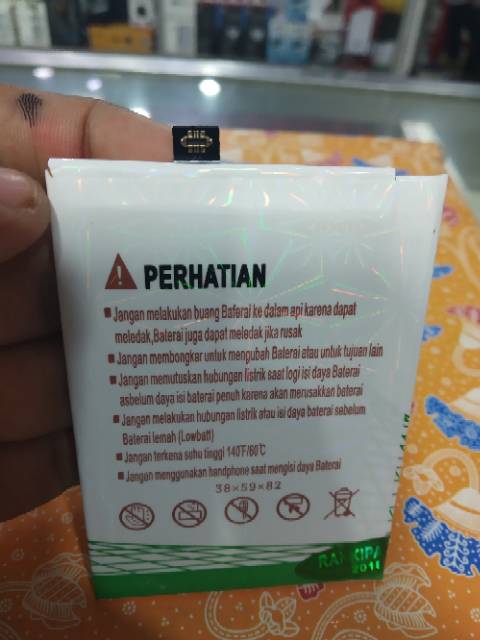 PERHATIAN
Jangan melakukan buang Baferal ke dalam api karena dapat
meledak,Baterai juga dapat meledak jika rusak
Jangan membongkar untuk mengubah Baterai atau untuk tujuan lain
Jangan memutuskan hubungan listrik saat logi isi daya Baterai
asbelum daya isi baterai penuh karena akan merusakkan baterai
Jangan melakukan hubungan listrik atau isi daya baterai sebelum
Baterai lemah (Lowbatt)
Jangan terkena suhu tinggi 140℉/60℃
Jangan menggunakan handphone saat mengisi daya Baterai
38×59×82
2011